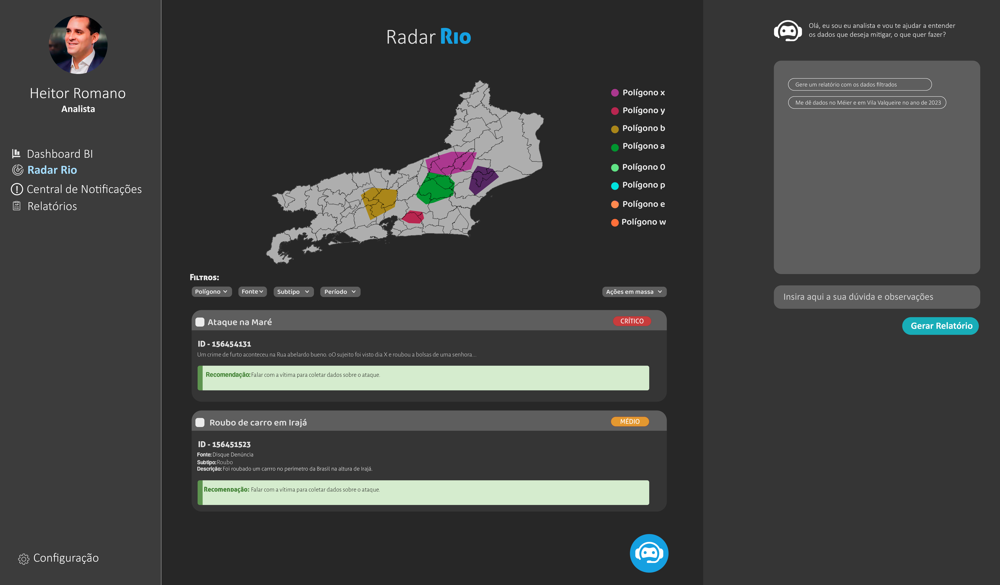 Heitor Romano
Analista
Dashboard BI
Radar Rio
Central de Notificações
Relatórios
Configuração
Radar Rio
Polígono x
Polígono y
Polígono b
Polígono a
Polígono 0
Polígono p
Polígono e
Polígono w
Filtros:
Polígono
Fonte
Subtipo
Período
Ações em massa
Ataque na Maré
CRÍTICO
ID - 156454131
Um crime de furto aconteceu na Rua abelardo bueno. oO sujeito foi visto dia X e roubou a bolsas de uma senhora...
Recomendação: Falar com a vítima para coletar dados sobre o ataque.
Roubo de carro em Irajá
MÉDIO
ID - 156451523
Fonte: Disque Denúncia
Subtipo: Roubo
Descrição: Foi roubado um carrro no perímetro da Brasil na altura de Irajá.
Recomendação: Falar com a vítima para coletar dados sobre o ataque.
Olá, eu sou eu analista e vou te ajudar a entender
os dados que deseja mitigar, o que quer fazer?
Gere um relatório com os dados filtrados
Me dê dados no Méier e em Vila Valqueire no ano de 2023
Insira aqui a sua dúvida e observações
Gerar Relatório